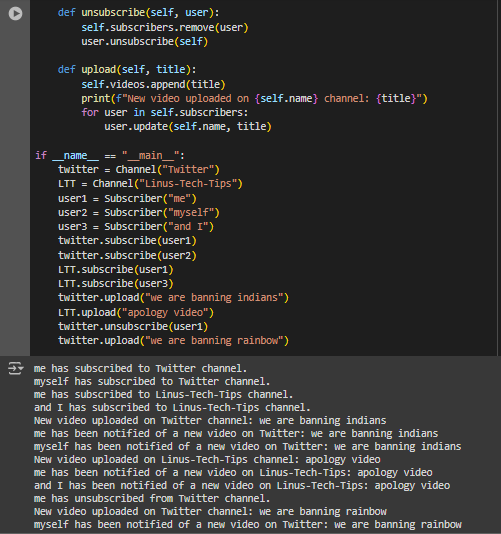 def unsubscribe(self, user):
self.subscribers.remove(user)
user.unsubscribe(self)
def upload(self, title):
self.videos.append(title)
print(f"New video uploaded on {self.name} channel: {title}")
for user in self.subscribers:
user.update(self.name, title)
if __name__ == "__main__":
twitter = Channel("Twitter")
LTT = Channel("Linus-Tech-Tips")
user1 = Subscriber("me")
user2 = Subscriber("myself")
user3 = Subscriber("and I")
twitter.subscribe(user1)
twitter.subscribe(user2)
LTT.subscribe(user1)
LTT.subscribe(user3)
twitter.upload("we are banning indians")
LTT.upload("apology video")
twitter.unsubscribe(user1)
twitter.upload("we are banning rainbow")
me has subscribed to Twitter channel.
myself has subscribed to Twitter channel.
me has subscribed to Linus-Tech-Tips channel.
and I has subscribed to Linus-Tech-Tips channel.
New video uploaded on Twitter channel: we are banning indians
me has been notified of a new video on Twitter: we are banning indians
myself has been notified of a new video on Twitter: we are banning indians
New video uploaded on Linus-Tech-Tips channel: apology video
me has been notified of a new video on Linus-Tech-Tips: apology video
and I has been notified of a new video on Linus-Tech-Tips: apology video
me has unsubscribed from Twitter channel.
New video uploaded on Twitter channel: we are banning rainbow
myself has been notified of a new video on Twitter: we are banning rainbow